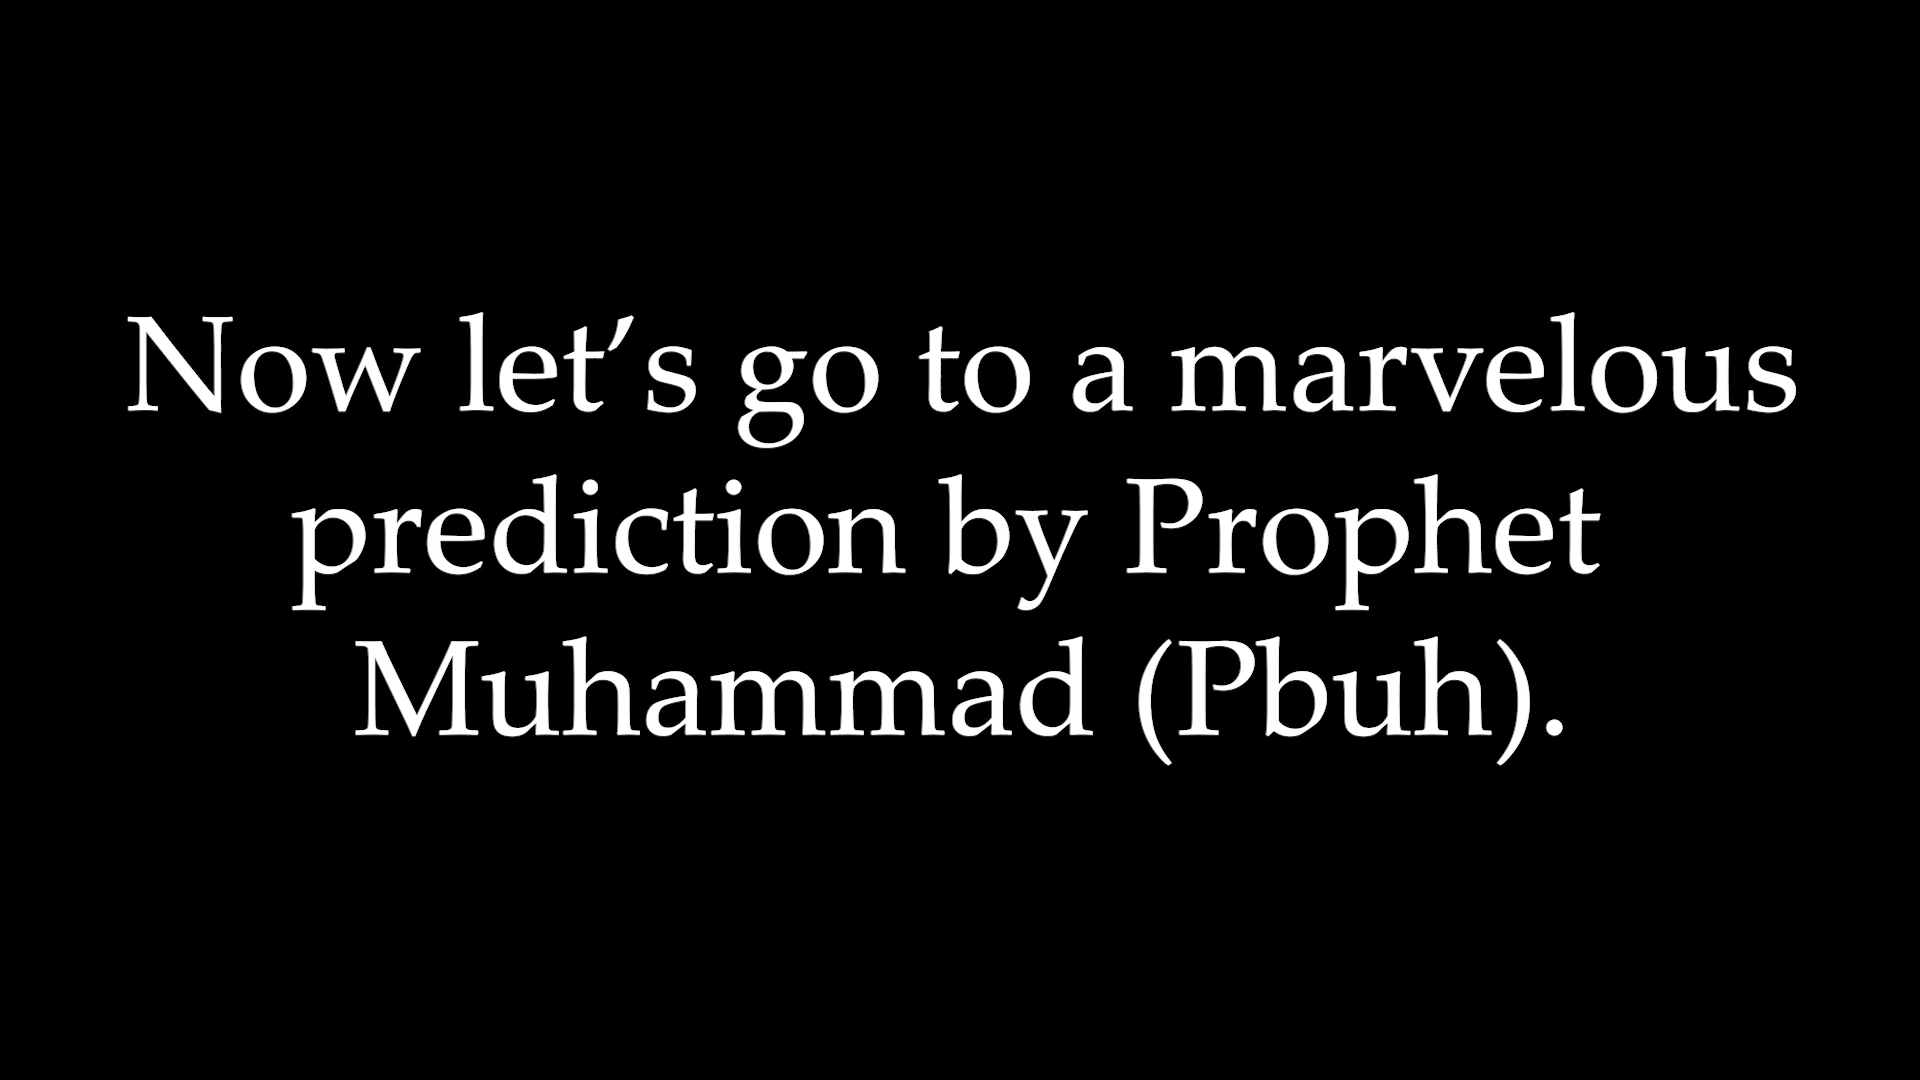 Now let’s go to a marvelous
prediction by Prophet
Muhammad (Pbuh).